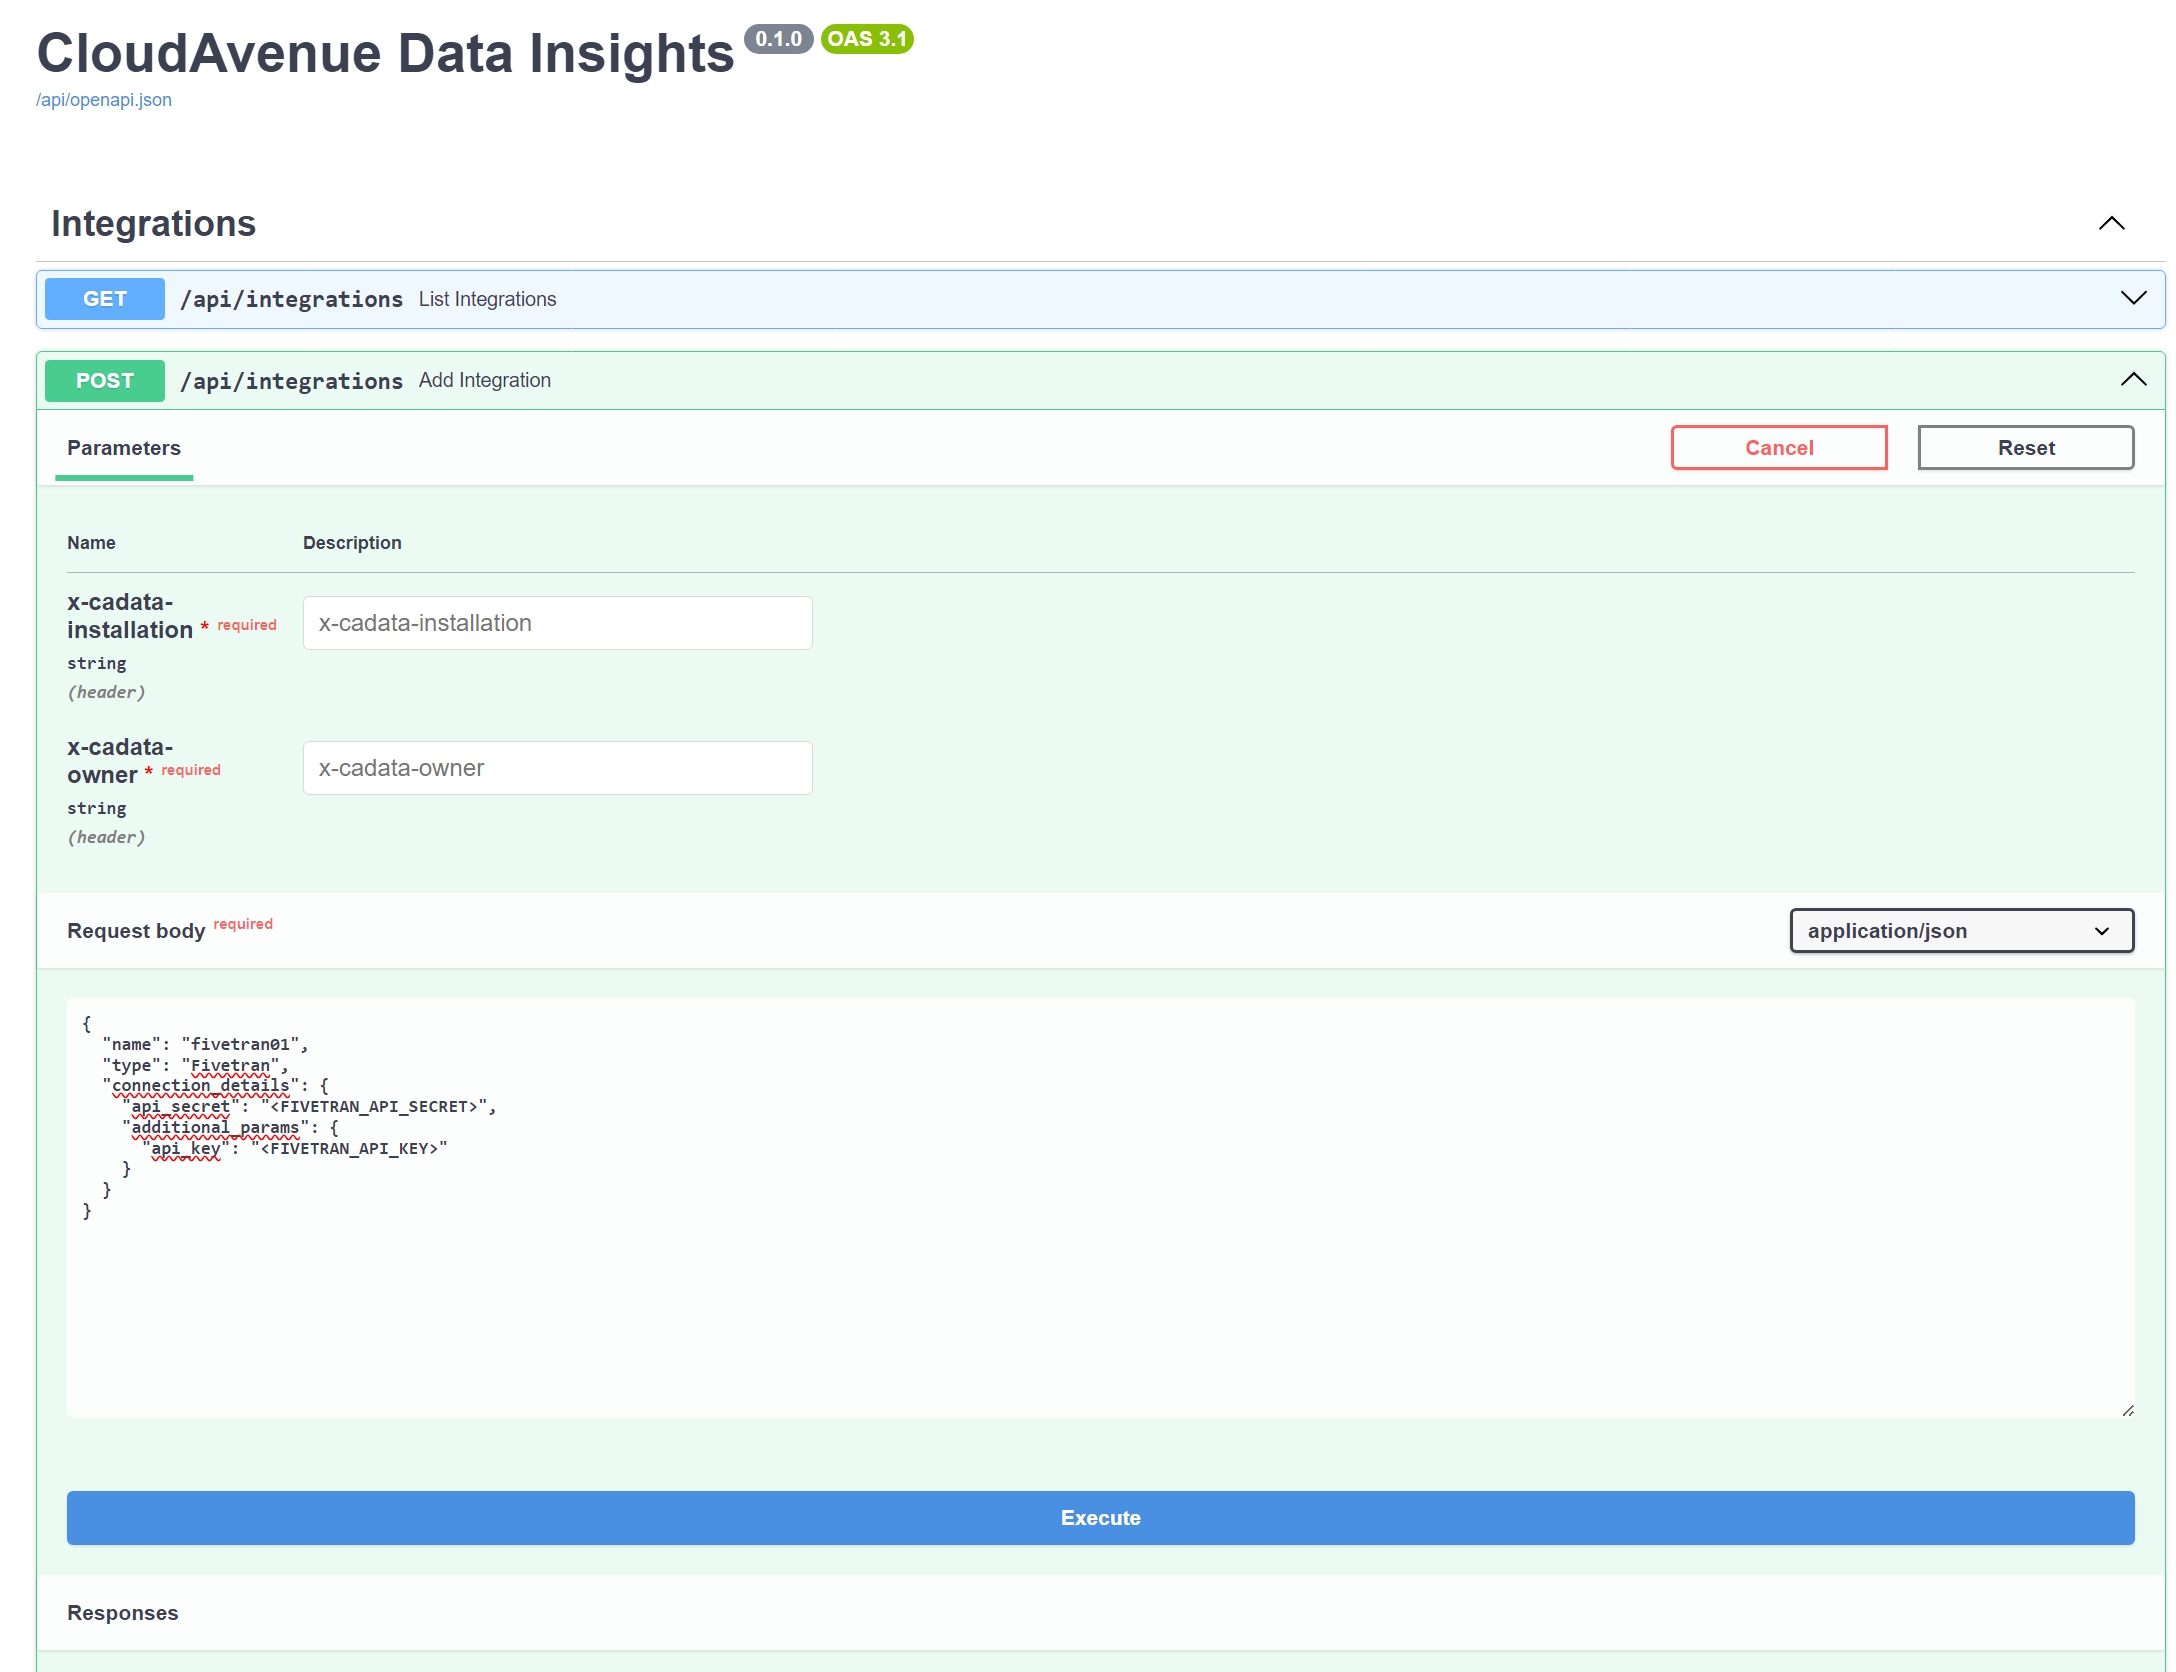 CloudAvenue Data Insights 0.1.0 OAS 3.1
/api/openapi.json
Integrations
GET /api/integrations List Integrations
POST /api/integrations Add Integration
Parameters
Cancel
Reset
Name Description
x-cadata-
installation * required
string
(header)
x-cadata-installation
x-cadata-
owner * required
string
(header)
x-cadata-owner
Request body required
application/json
{
  "name": "fivetran01",
  "type": "Fivetran",
  "connection_details": {
    "api_secret": "<FIVETRAN_API_SECRET>",
    "additional_params": {
      "api_key": "<FIVETRAN_API_KEY>"
    }
  }
}
Execute
Responses